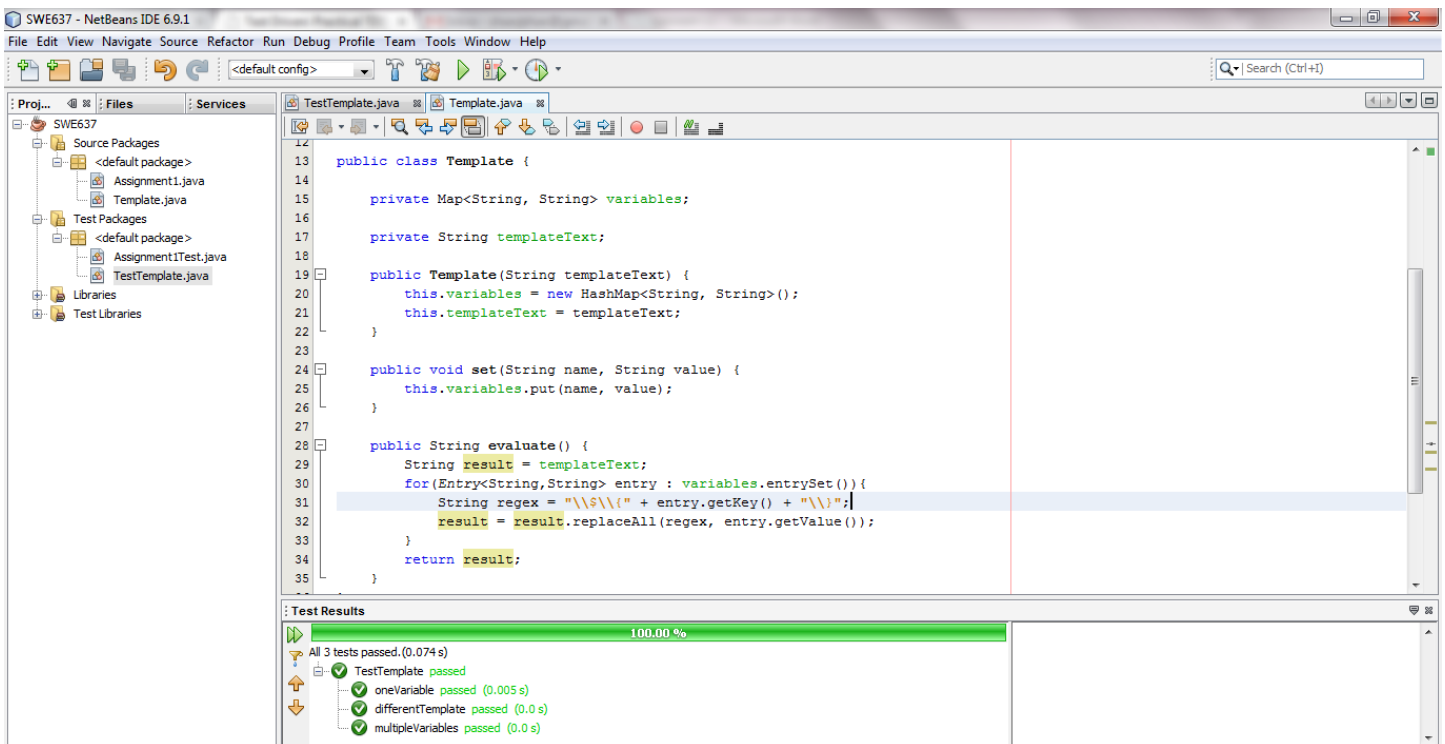 SWE637 - NetBeans IDE 6.9.1
File Edit View Navigate Source Refactor Run Debug Profile Team Tools Window Help
<default config>
Search (Ctrl+I)
Proj... Files Services
TestTemplate.java Template.java
SWE637
Source Packages
<default package>
Assignment1.java
Template.java
Test Packages
<default package>
Assignment1Test.java
TestTemplate.java
Libraries
Test Libraries
12
13 public class Template {
14
15 private Map<String, String> variables;
16
17 private String templateText;
18
19 public Template(String templateText) {
20 this.variables = new HashMap<String, String>();
21 this.templateText = templateText;
22 }
23
24 public void set(String name, String value) {
25 this.variables.put(name, value);
26 }
27
28 public String evaluate() {
29 String result = templateText;
30 for(Entry<String,String> entry : variables.entrySet()){
31 String regex = "\\$\\{" + entry.getKey() + "\\}";
32 result = result.replaceAll(regex, entry.getValue());
33 }
34 return result;
35 }
Test Results
100.00 %
All 3 tests passed.(0.074 s)
TestTemplate passed
oneVariable passed (0.005 s)
differentTemplate passed (0.0 s)
multipleVariables passed (0.0 s)